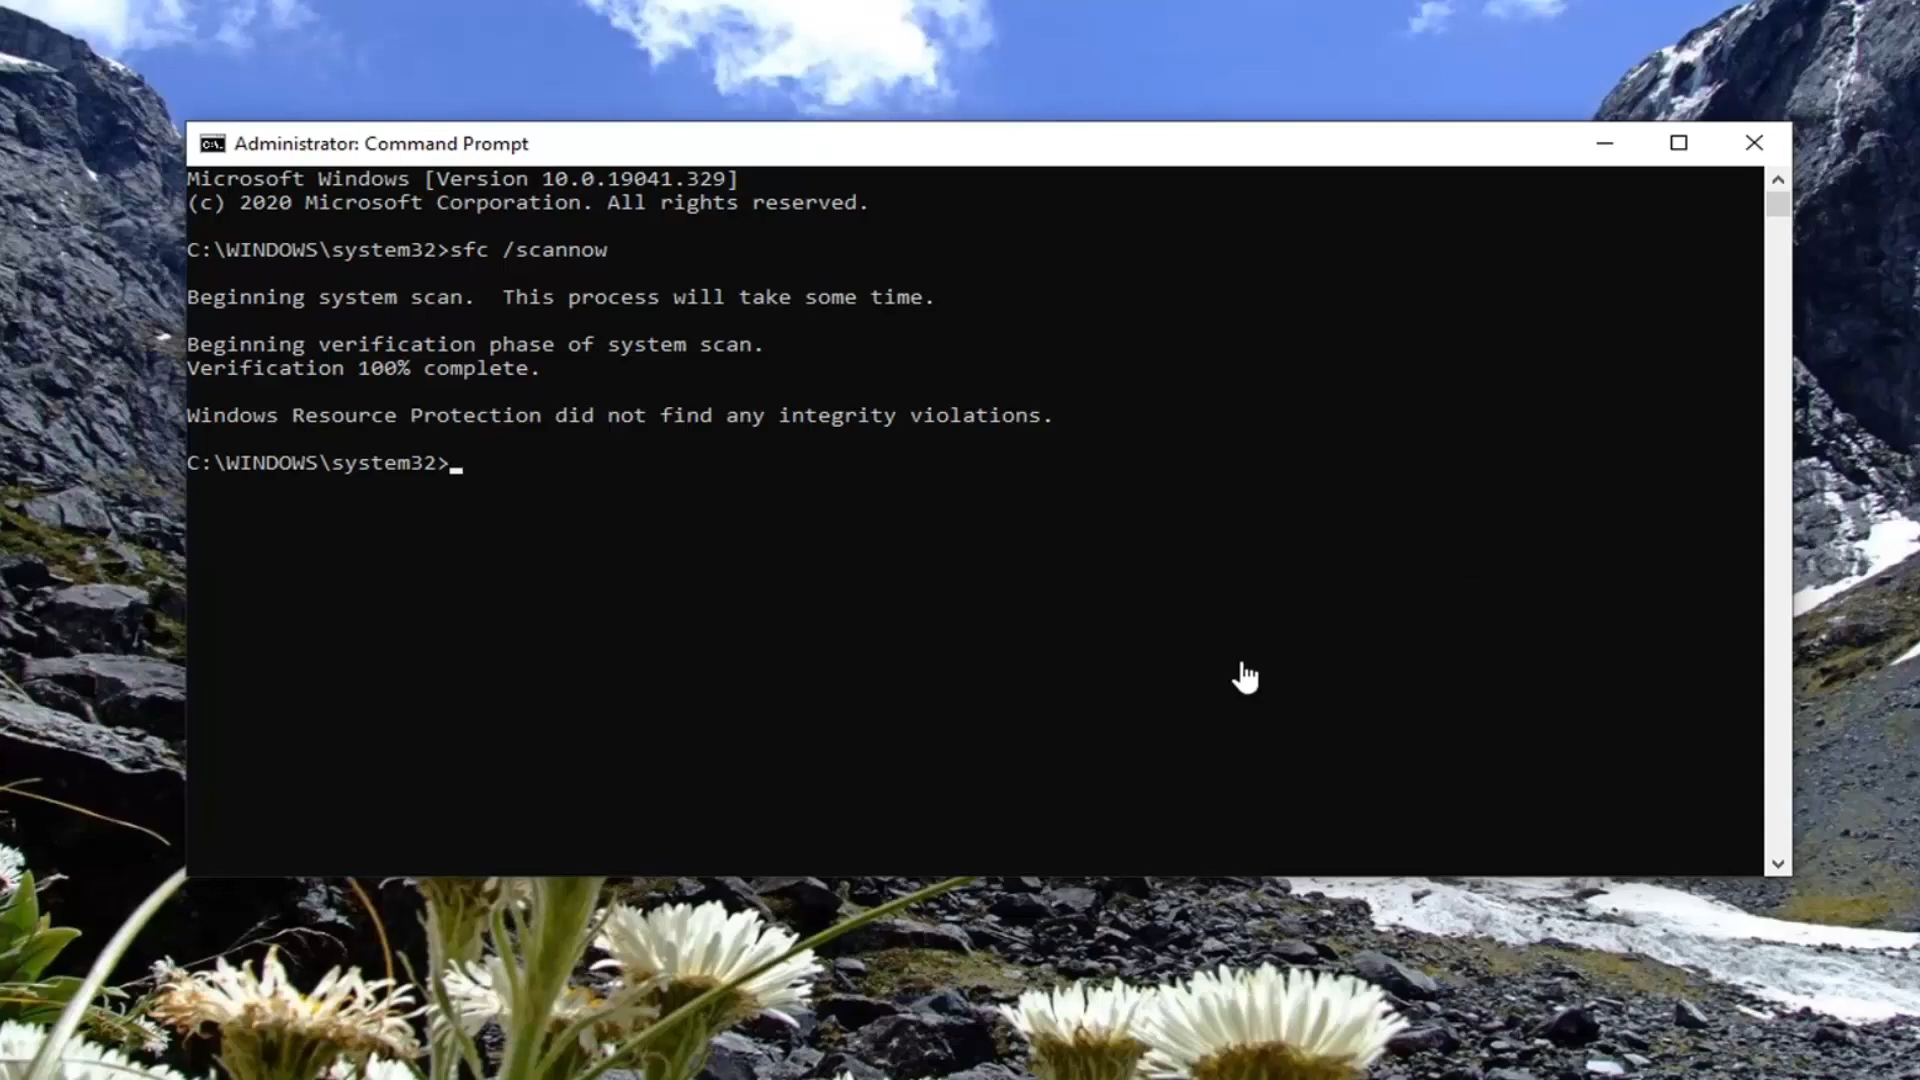 Administrator: Command Prompt
Microsoft Windows [Version 10.0.19041.329]
(c) 2020 Microsoft Corporation. All rights reserved.
C:\WINDOWS\system32>sfc /scannow
Beginning system scan.  This process will take some time.
Beginning verification phase of system scan.
Verification 100% complete.
Windows Resource Protection did not find any integrity violations.
C:\WINDOWS\system32>